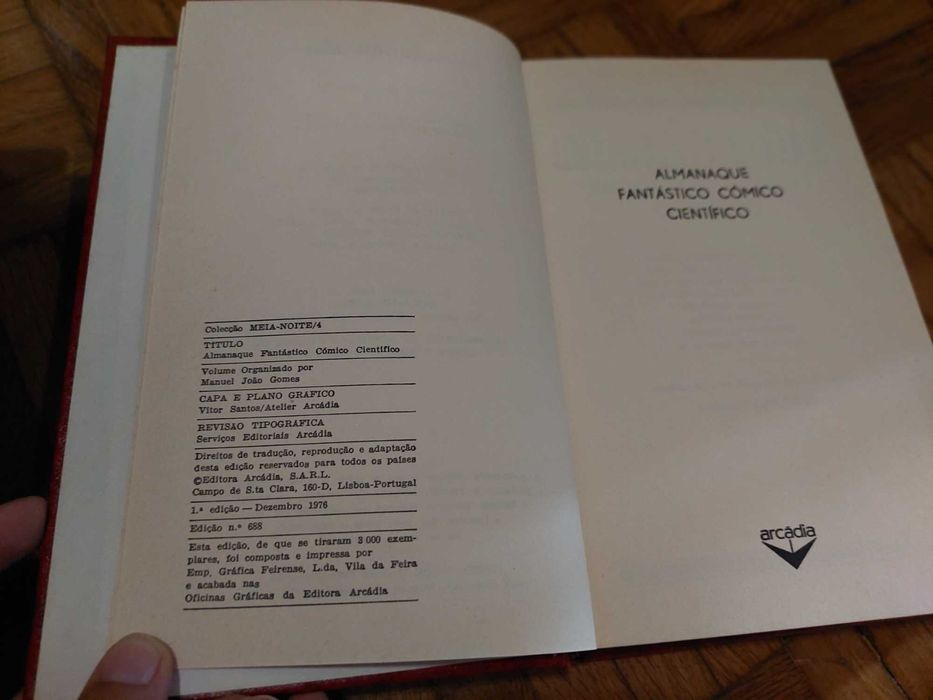 Colecção MEIA-NOITE/4
TÍTULO
Almanaque Fantástico Cómico Científico
Volume Organizado por
Manuel João Gomes
CAPA E PLANO GRÁFICO
Vitor Santos/Atelier Arcádia
REVISÃO TIPOGRÁFICA
Serviços Editoriais Arcádia
Direitos de tradução, reprodução e adaptação
desta edição reservados para todos os países
©Editora Arcádia, S.A.R.L.
Campo de S.ta Clara, 160-D, Lisboa-Portugal
1.ª edição — Dezembro 1976
Edição n.º 688
Esta edição, de que se tiraram 3 000 exem-
plares, foi composta e impressa por
Emp. Gráfica Feirense, L.da, Vila da Feira
e acabada nas
Oficinas Gráficas da Editora Arcádia
ALMANAQUE
FANTÁSTICO CÓMICO
CIENTÍFICO
arcádia